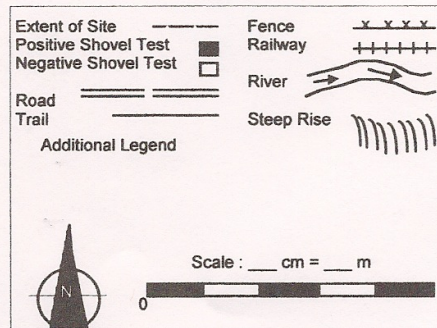 Extent of Site
Positive Shovel Test
Negative Shovel Test
Road
Trail
Additional Legend
Fence
Railway
River
Steep Rise
N
Scale : ___ cm = ___ m
0